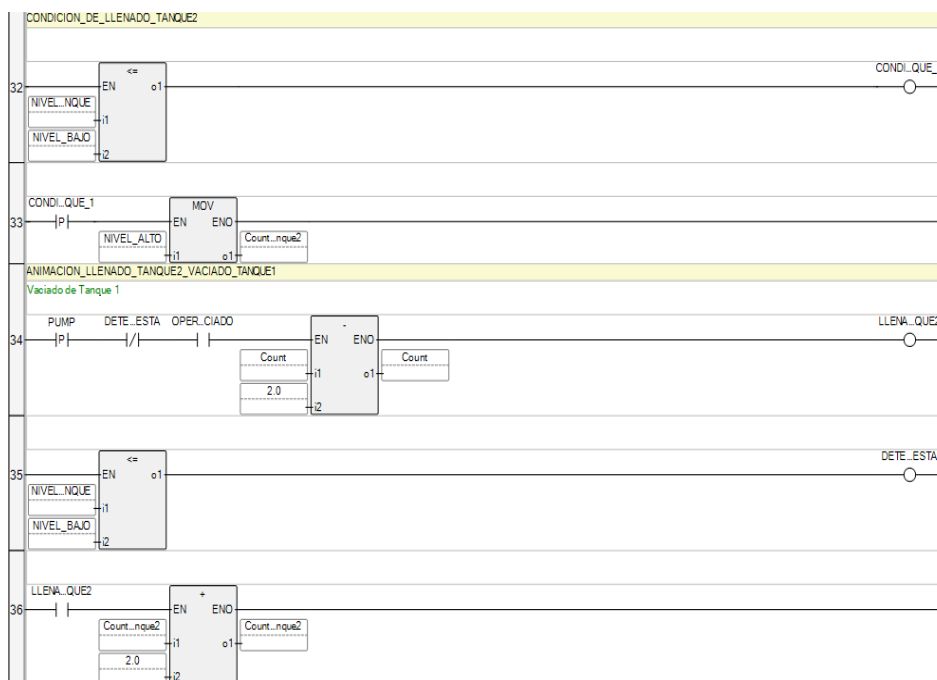 CONDICION_DE_LLENADO_TANQUE2
<=
CONDI...QUE_
32
EN o1
NIVEL...NQUE
i1
NIVEL_BAJO
i2
CONDI...QUE_1
MOV
33
P
EN ENO
NIVEL_ALTO
Count...nque2
i1 o1
ANIMACION_LLENADO_TANQUE2_VACIADO_TANQUE1
Vaciado de Tanque 1
PUMP DETE...ESTA OPER...CIADO
-
LLENA...QUE2
34
P
/
EN ENO
Count
Count
i1 o1
2.0
i2
<=
DETE...ESTA
35
EN o1
NIVEL...NQUE
i1
NIVEL_BAJO
i2
LLENA...QUE2
+
36
EN ENO
Count...nque2
Count...nque2
i1 o1
2.0
i2